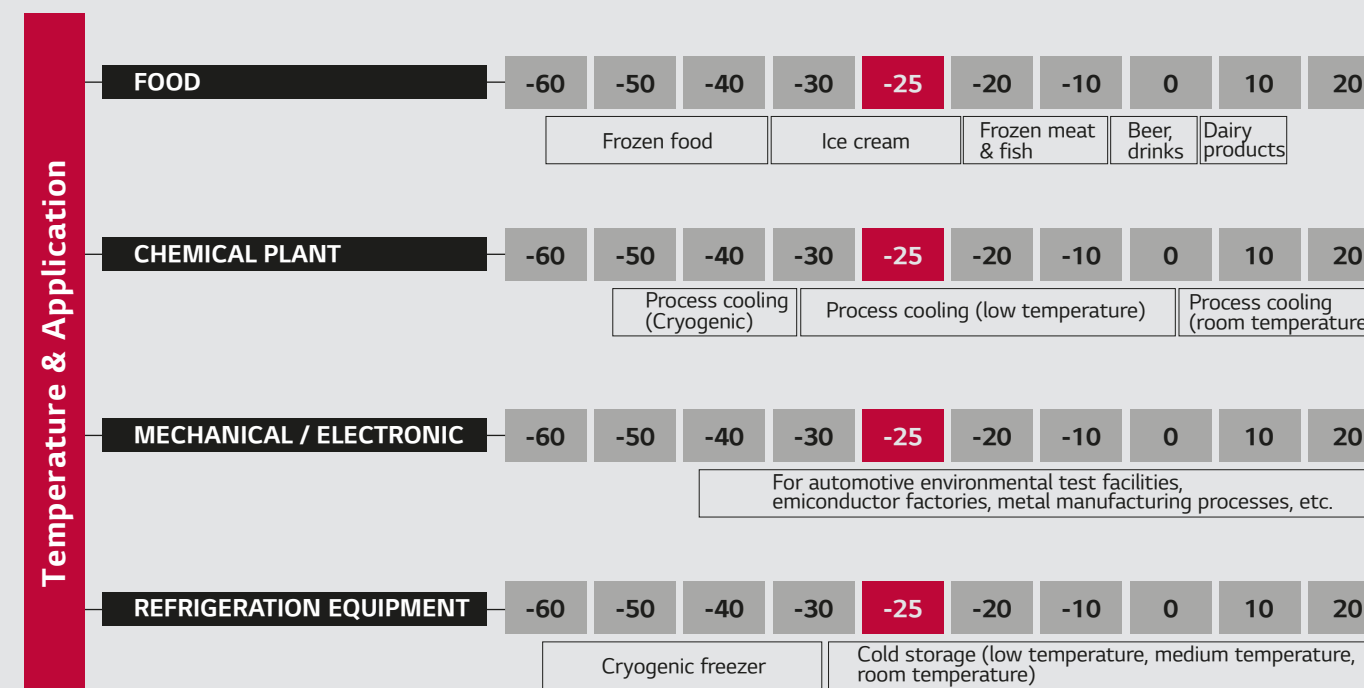 Temperature & Application
FOOD
-60 -50 -40 -30 -25 -20 -10 0 10 20
Frozen food
Ice cream
Frozen meat
& fish
Beer,
drinks
Dairy
products
CHEMICAL PLANT
-60 -50 -40 -30 -25 -20 -10 0 10 20
Process cooling
(Cryogenic)
Process cooling (low temperature)
Process cooling
(room temperature
MECHANICAL / ELECTRONIC
-60 -50 -40 -30 -25 -20 -10 0 10 20
For automotive environmental test facilities,
emiconductor factories, metal manufacturing processes, etc.
REFRIGERATION EQUIPMENT
-60 -50 -40 -30 -25 -20 -10 0 10 20
Cryogenic freezer
Cold storage (low temperature, medium temperature,
room temperature)